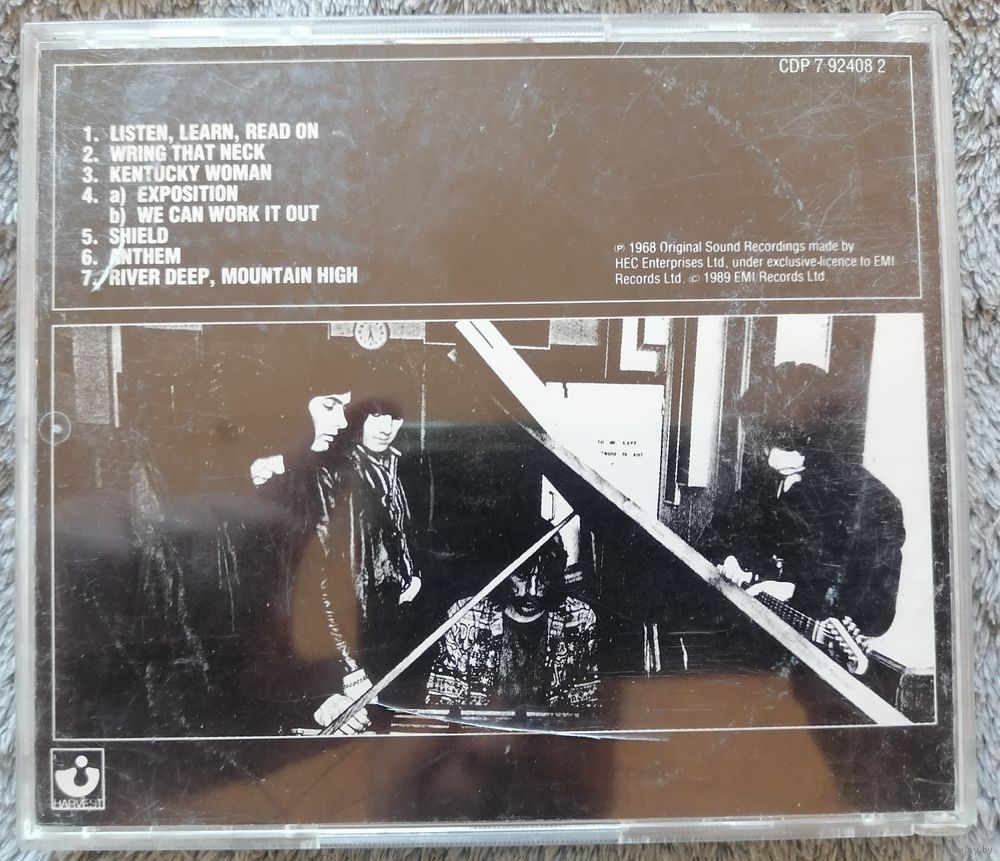 CDP 7 92408 2
1. LISTEN, LEARN, READ ON
2. WRING THAT NECK
3. KENTUCKY WOMAN
4. a) EXPOSITION
b) WE CAN WORK IT OUT
5. SHIELD
6. ANTHEM
7. RIVER DEEP, MOUNTAIN HIGH
℗ 1968 Original Sound Recordings made by
HEC Enterprises Ltd, under exclusive licence to EMI
Records Ltd. © 1989 EMI Records Ltd.
HARVEST